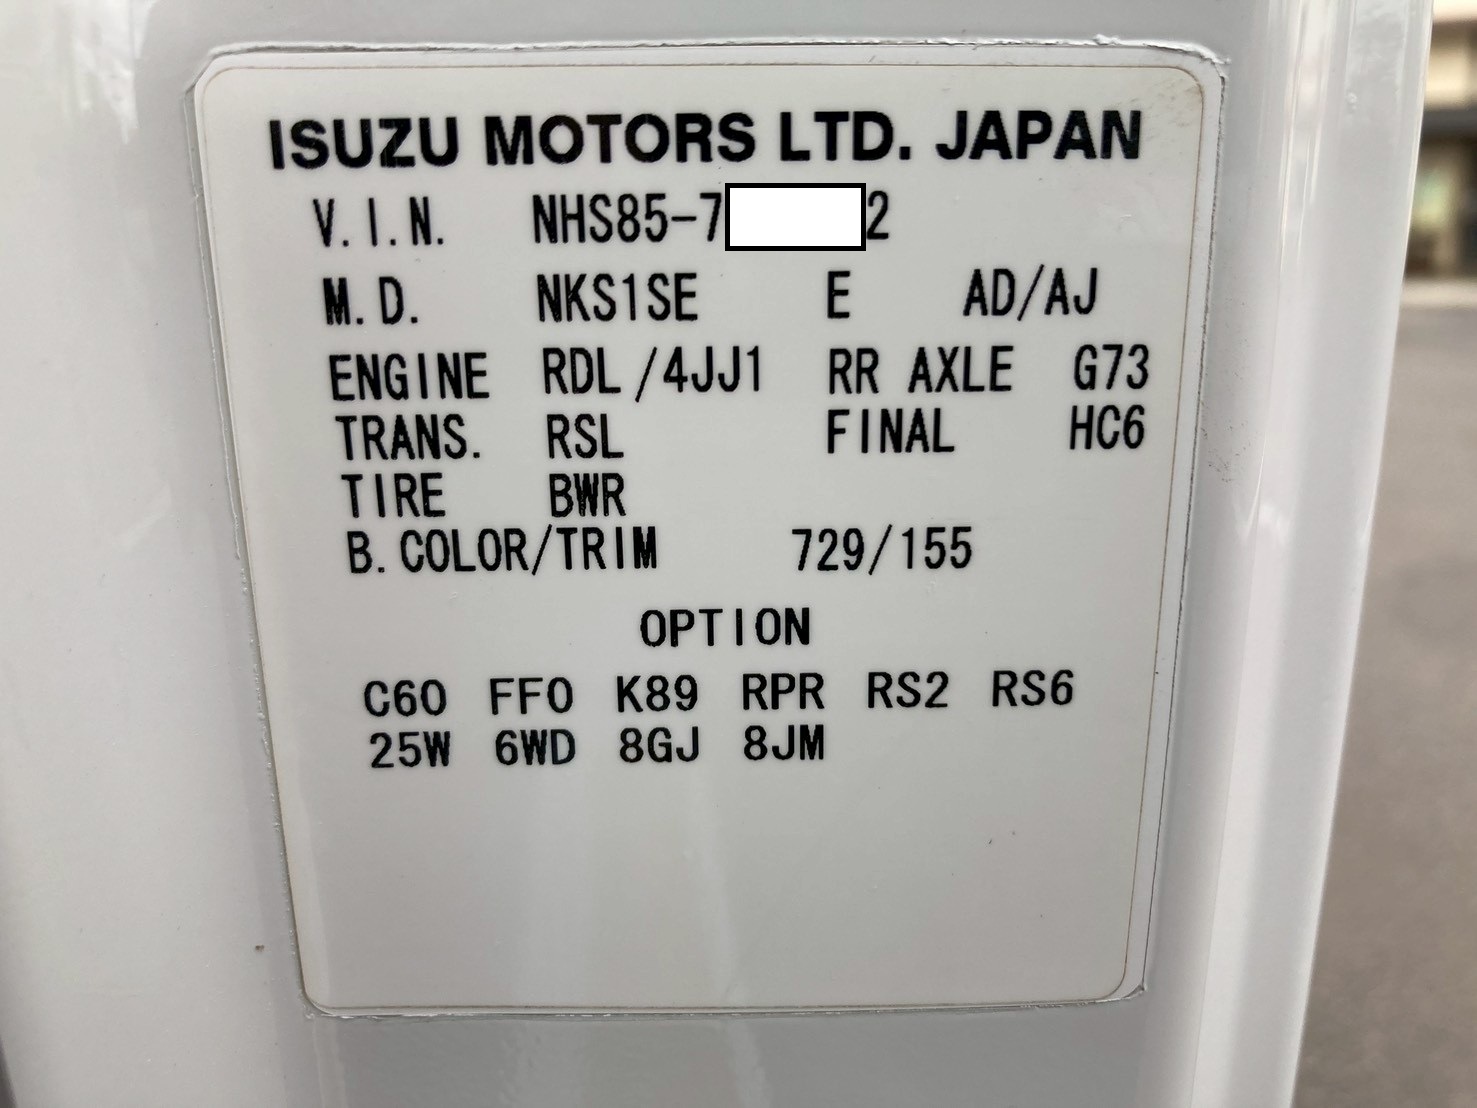 ISUZU MOTORS LTD. JAPAN
V.I.N. NHS85-7 2
M.D. NKS1SE E AD/AJ
ENGINE RDL/4JJ1 RR AXLE G73
TRANS. RSL FINAL HC6
TIRE BWR
B.COLOR/TRIM 729/155
OPTION
C60 FF0 K89 RPR RS2 RS6
25W 6WD 8GJ 8JM